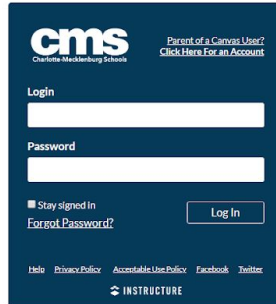 cms
Charlotte-Mecklenburg Schools
Parent of a Canvas User?
Click Here For an Account
Login
Password
Stay signed in
Forgot Password?
Log In
Help Privacy Policy Acceptable Use Policy Facebook Twitter
INSTRUCTURE